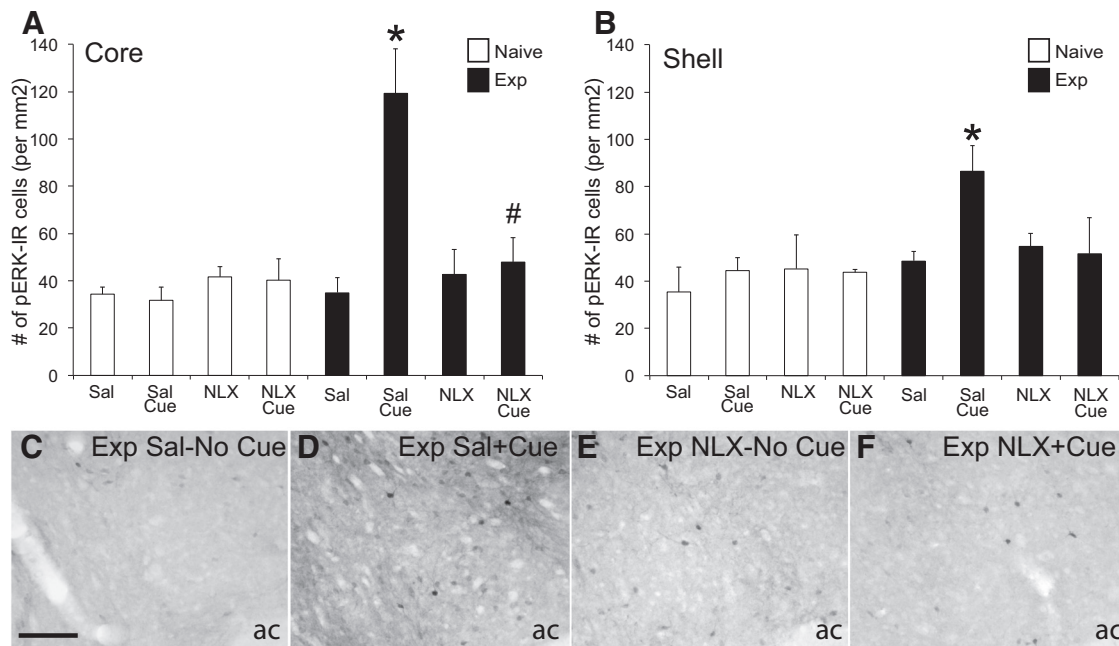 A
Core
*
#
Naive
Exp
# of pERK-IR cells (per mm2)
140
120
100
80
60
40
20
0
Sal
Sal
Cue
NLX
NLX
Cue
Sal
Sal
Cue
NLX
NLX
Cue
B
Shell
*
Naive
Exp
# of pERK-IR cells (per mm2)
140
120
100
80
60
40
20
0
Sal
Sal
Cue
NLX
NLX
Cue
Sal
Sal
Cue
NLX
NLX
Cue
C Exp Sal-No Cue
ac
D Exp Sal+Cue
ac
E Exp NLX-No Cue
ac
F Exp NLX+Cue
ac